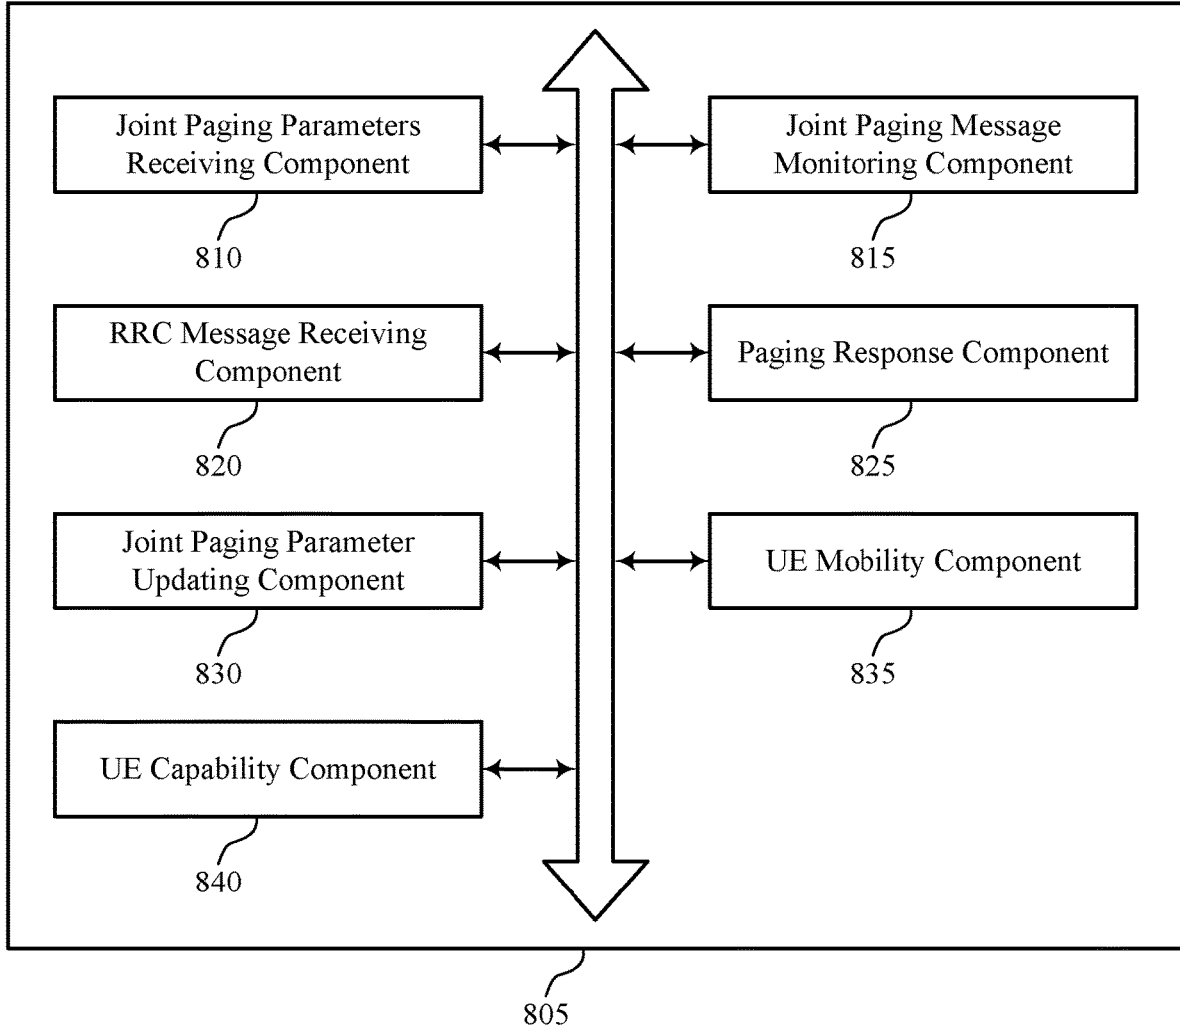 Joint Paging Parameters
Receiving Component
810
Joint Paging Message
Monitoring Component
815
RRC Message Receiving
Component
820
Paging Response Component
825
Joint Paging Parameter
Updating Component
830
UE Mobility Component
835
UE Capability Component
840
805